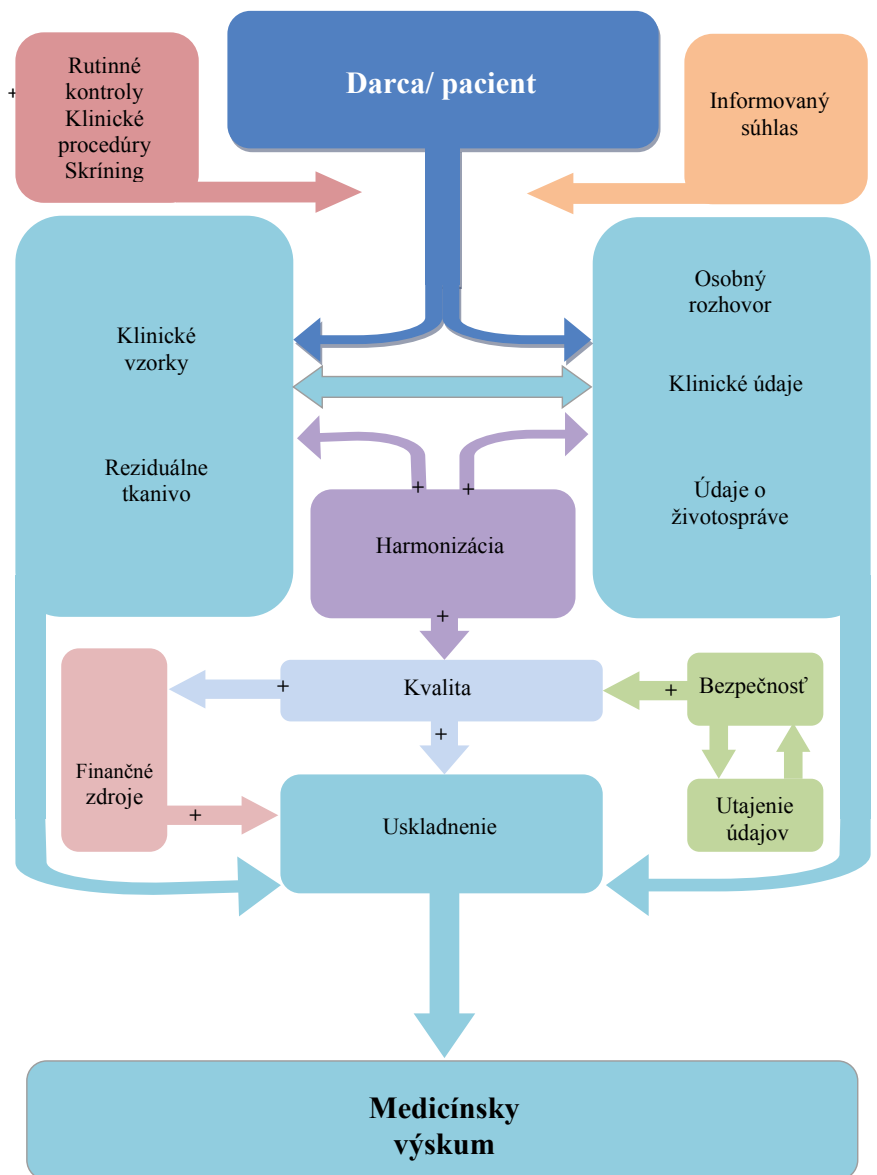 Darca/ pacient
Rutinné
kontroly
Klinické
procedúry
Skríning
+
Informovaný
súhlas
Klinické
vzorky
Reziduálne
tkanivo
Osobný
rozhovor
Klinické údaje
Údaje o
životospráve
+
+
Harmonizácia
+
Kvalita
+
+
+
Bezpečnosť
Finančné
zdroje
+
Uskladnenie
Utajenie
údajov
Medicínsky
výskum